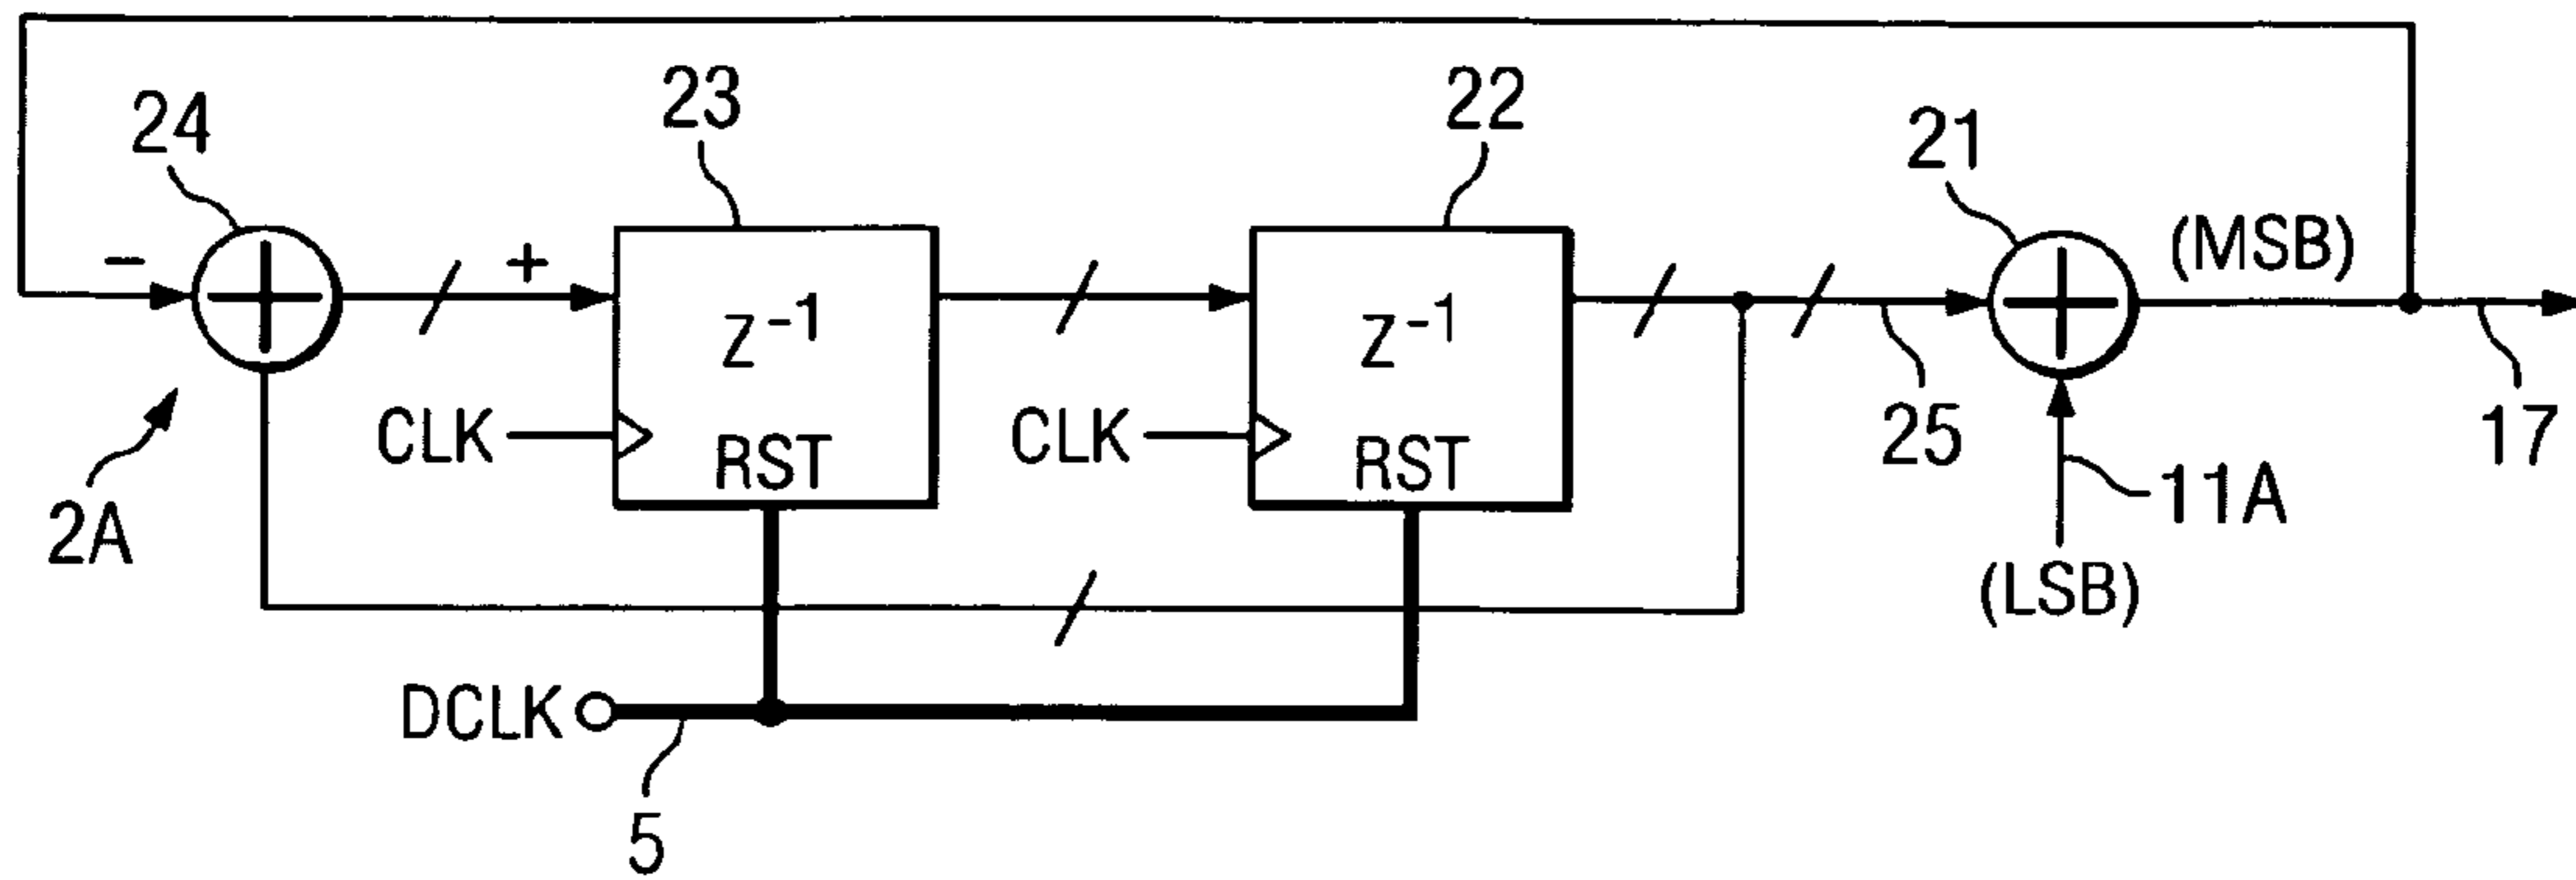 24
23
22
21
(MSB)
−
+
Z⁻¹
Z⁻¹
CLK
RST
CLK
RST
25
11A
17
2A
(LSB)
DCLK
5